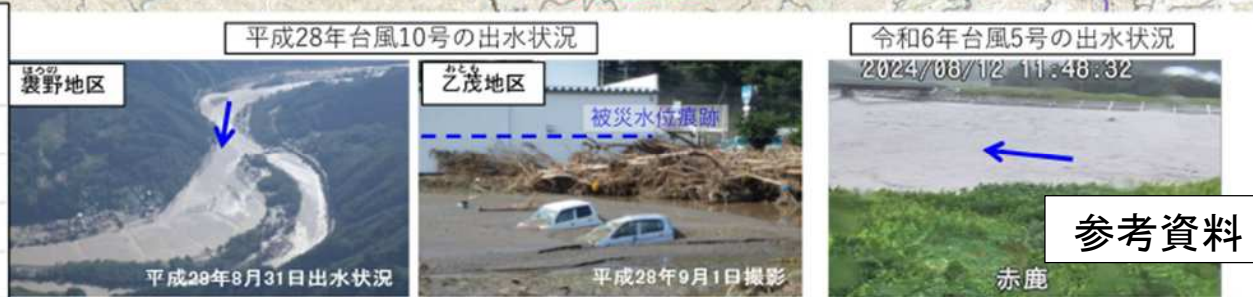 平成28年台風10号の出水状況
令和6年台風5号の出水状況
ほうの
裒野地区
おとも
乙茂地区
被災水位痕跡
2024/08/12 11:48:32
平成28年8月31日出水状況
平成28年9月1日撮影
赤鹿
参考資料